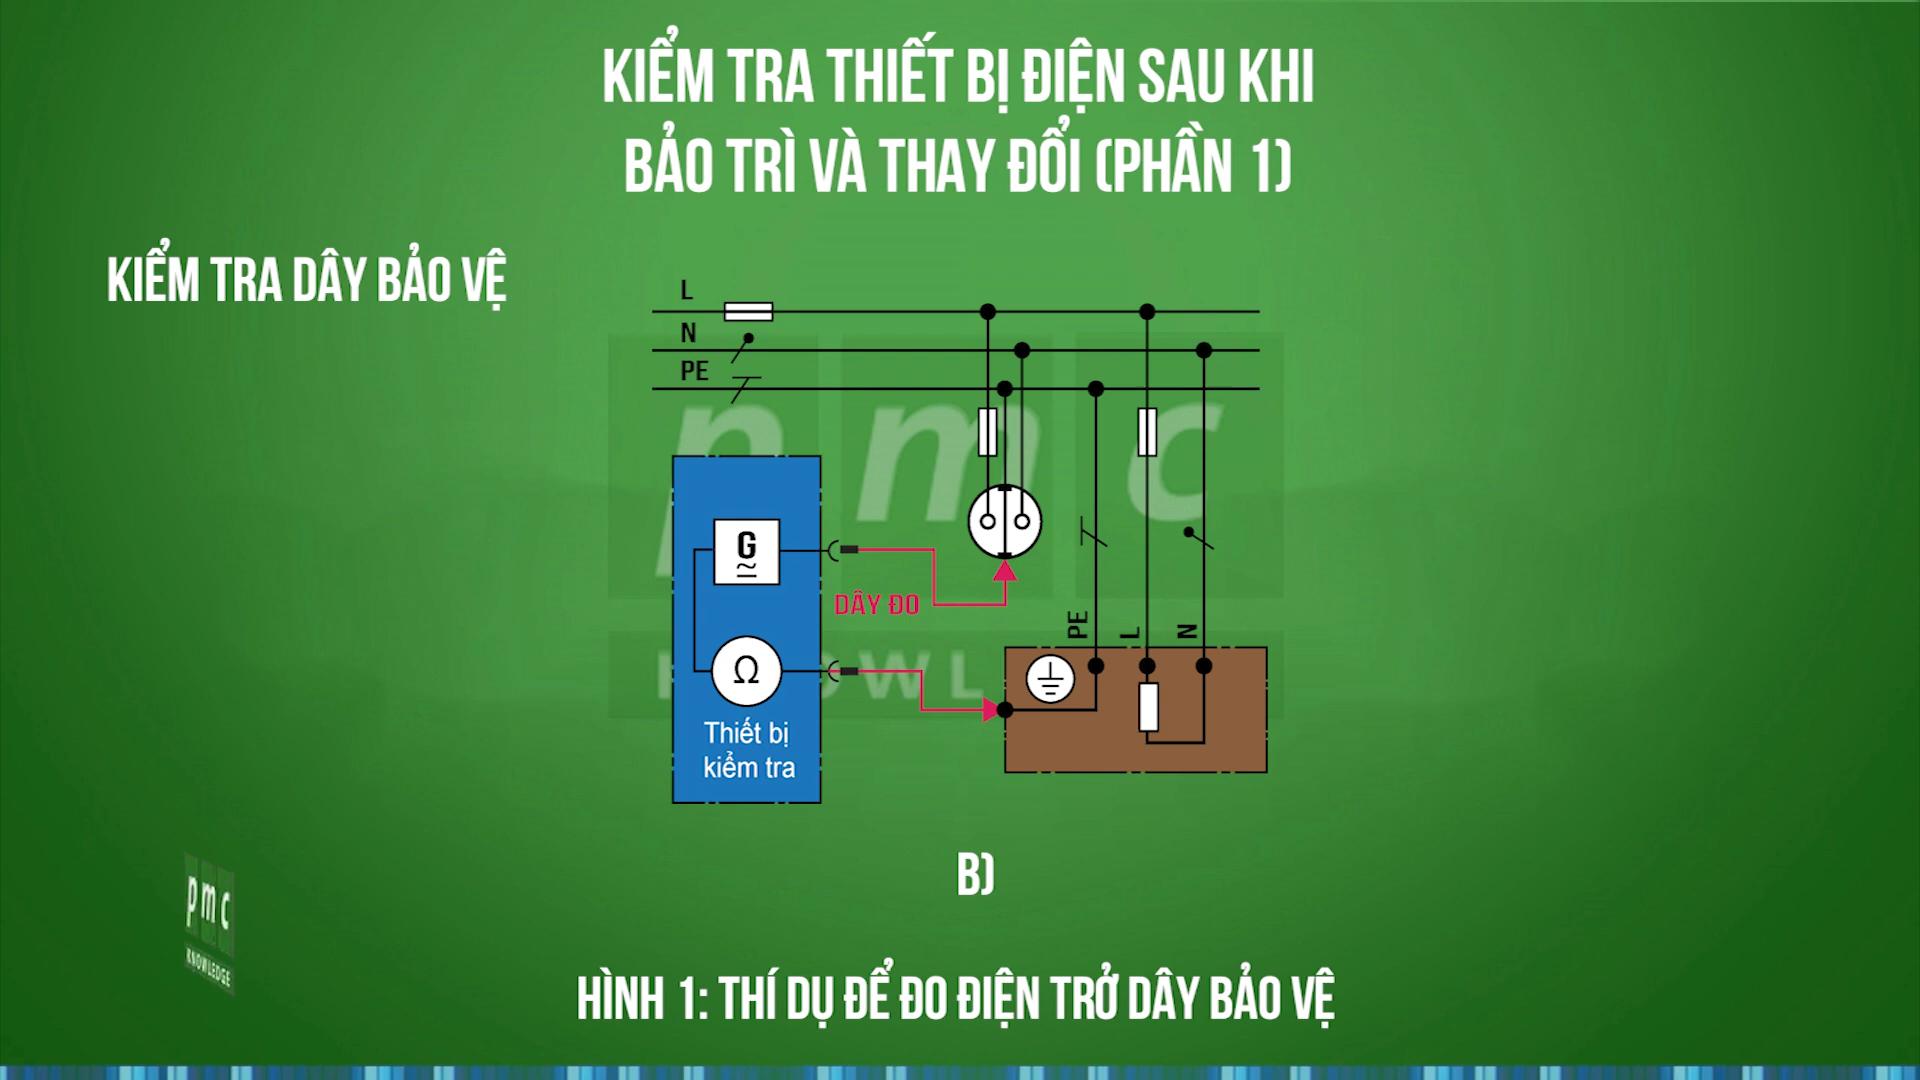 KIỂM TRA THIẾT BỊ ĐIỆN SAU KHI
BẢO TRÌ VÀ THAY ĐỔI (PHẦN 1)
KIỂM TRA DÂY BẢO VỆ
L
N
PE
G
DÂY ĐO
Ω
Thiết bị
kiểm tra
PE
L
N
B)
pmc
KNOWLEDGE
HÌNH 1: THÍ DỤ ĐỂ ĐO ĐIỆN TRỞ DÂY BẢO VỆ